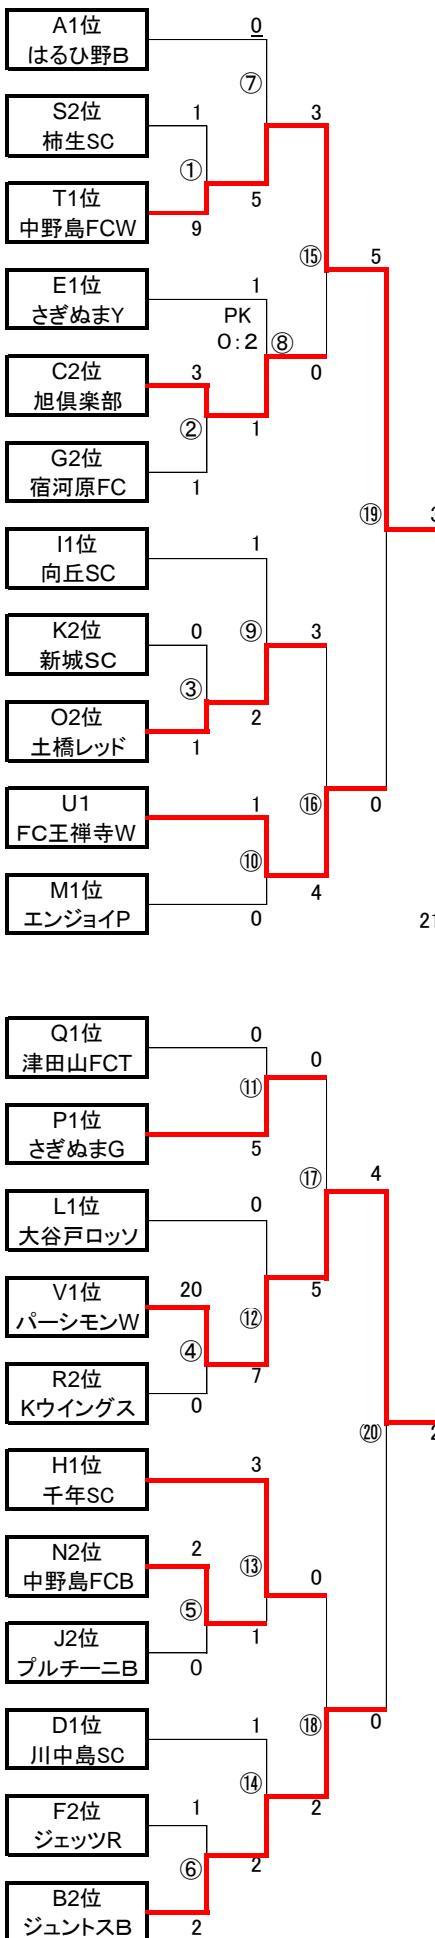 A1位
はるひ野B
0
⑦
S2位
柿生SC
1
3
①
T1位
中野島FCW
5
9
⑮
5
E1位
さぎぬまY
1
PK
0:2
⑧
C2位
旭倶楽部
3
0
②
1
G2位
宿河原FC
1
⑲
3
I1位
向丘SC
1
K2位
新城SC
0
⑨
3
③
O2位
土橋レッド
2
1
U1
FC王禅寺W
1
⑯
0
⑩
4
M1位
エンジョイP
0
21
Q1位
津田山FCT
0
0
⑪
P1位
さぎぬまG
5
⑰
4
L1位
大谷戸ロッソ
0
V1位
パーシモンW
20
5
⑫
④
R2位
Kウイングス
7
0
⑳
H1位
千年SC
3
N2位
中野島FCB
2
⑬
0
⑤
J2位
プルチーニB
1
0
D1位
川中島SC
1
⑱
0
⑭
F2位
ジェッツR
1
2
⑥
2
B2位
ジュントスB
2